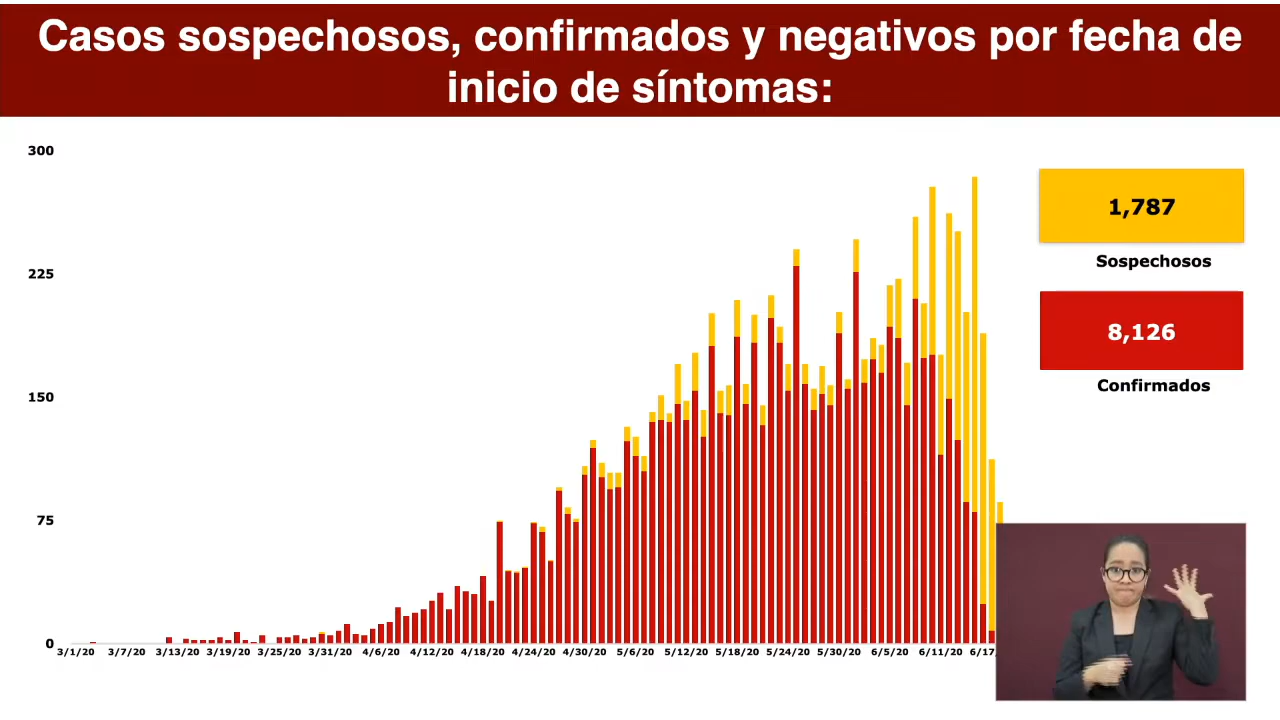 Casos sospechosos, confirmados y negativos por fecha de
inicio de síntomas:
300
225
150
75
0
3/1/20 3/7/20 3/13/20 3/19/20 3/25/20 3/31/20 4/6/20 4/12/20 4/18/20 4/24/20 4/30/20 5/6/20 5/12/20 5/18/20 5/24/20 5/30/20 6/5/20 6/11/20 6/17
1,787
Sospechosos
8,126
Confirmados